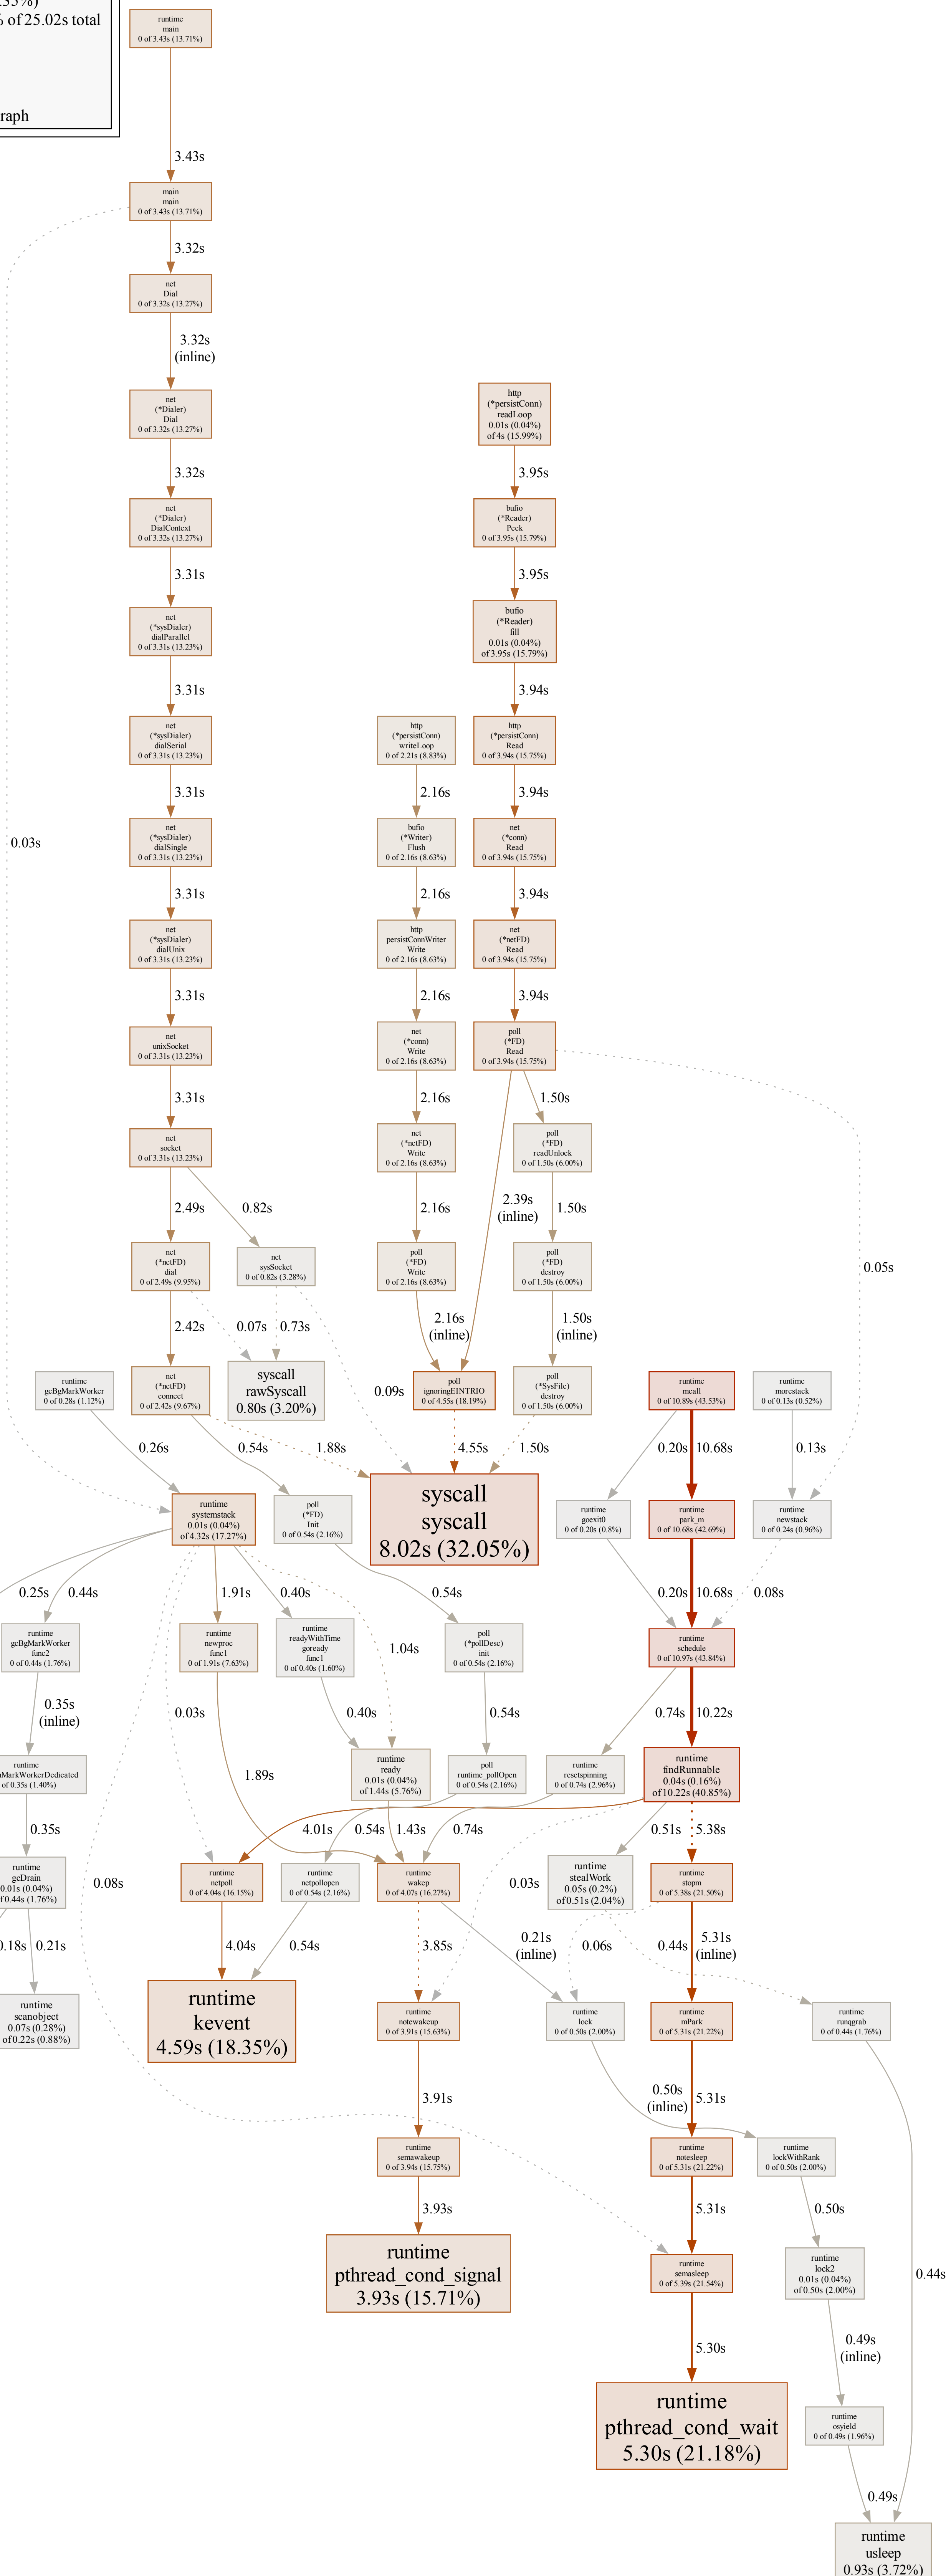 35%)
% of 25.02s total
raph
runtime
main
0 of 3.43s (13.71%)
3.43s
main
main
0 of 3.43s (13.71%)
3.32s
net
Dial
0 of 3.32s (13.27%)
3.32s
(inline)
net
(*Dialer)
Dial
0 of 3.32s (13.27%)
http
(*persistConn)
readLoop
0.01s (0.04%)
of 4s (15.99%)
3.32s
3.95s
net
(*Dialer)
DialContext
0 of 3.32s (13.27%)
bufio
(*Reader)
Peek
0 of 3.95s (15.79%)
3.31s
3.95s
net
(*sysDialer)
dialParallel
0 of 3.31s (13.23%)
bufio
(*Reader)
fill
0.01s (0.04%)
of 3.95s (15.79%)
3.31s
3.94s
net
(*sysDialer)
dialSerial
0 of 3.31s (13.23%)
http
(*persistConn)
writeLoop
0 of 2.21s (8.83%)
http
(*persistConn)
Read
0 of 3.94s (15.75%)
3.31s
2.16s
3.94s
0.03s
net
(*sysDialer)
dialSingle
0 of 3.31s (13.23%)
bufio
(*Writer)
Flush
0 of 2.16s (8.63%)
net
(*conn)
Read
0 of 3.94s (15.75%)
3.31s
2.16s
3.94s
net
(*sysDialer)
dialUnix
0 of 3.31s (13.23%)
http
persistConnWriter
Write
0 of 2.16s (8.63%)
net
(*netFD)
Read
0 of 3.94s (15.75%)
3.31s
2.16s
3.94s
net
unixSocket
0 of 3.31s (13.23%)
net
(*conn)
Write
0 of 2.16s (8.63%)
poll
(*FD)
Read
0 of 3.94s (15.75%)
3.31s
2.16s
1.50s
net
socket
0 of 3.31s (13.23%)
net
(*netFD)
Write
0 of 2.16s (8.63%)
poll
(*FD)
readUnlock
0 of 1.50s (6.00%)
2.49s
0.82s
2.16s
2.39s
(inline)
1.50s
0.05s
net
(*netFD)
dial
0 of 2.49s (9.95%)
net
sysSocket
0 of 0.82s (3.28%)
poll
(*FD)
Write
0 of 2.16s (8.63%)
poll
(*FD)
destroy
0 of 1.50s (6.00%)
2.42s
0.07s
0.73s
2.16s
(inline)
1.50s
(inline)
runtime
gcBgMarkWorker
0 of 0.28s (1.12%)
net
(*netFD)
connect
0 of 2.42s (9.67%)
syscall
rawSyscall
0.80s (3.20%)
0.09s
poll
ignoringEINTRIO
0 of 4.55s (18.19%)
poll
(*SysFile)
destroy
0 of 1.50s (6.00%)
runtime
mcall
0 of 10.89s (43.53%)
runtime
morestack
0 of 0.13s (0.52%)
0.26s
0.54s
1.88s
4.55s
1.50s
0.20s
10.68s
0.13s
runtime
systemstack
0.01s (0.04%)
of 4.32s (17.27%)
poll
(*FD)
Init
0 of 0.54s (2.16%)
syscall
syscall
8.02s (32.05%)
runtime
goexit0
0 of 0.20s (0.8%)
runtime
park_m
0 of 10.68s (42.69%)
runtime
newstack
0 of 0.24s (0.96%)
0.25s
0.44s
1.91s
0.40s
0.54s
0.20s
10.68s
0.08s
runtime
gcBgMarkWorker
func2
0 of 0.44s (1.76%)
runtime
newproc
func1
0 of 1.91s (7.63%)
runtime
readyWithTime
goready
func1
0 of 0.40s (1.60%)
1.04s
poll
(*pollDesc)
init
0 of 0.54s (2.16%)
runtime
schedule
0 of 10.97s (43.84%)
0.35s
(inline)
0.03s
0.40s
0.54s
0.74s
10.22s
runtime
MarkWorkerDedicated
of 0.35s (1.40%)
1.89s
runtime
ready
0.01s (0.04%)
of 1.44s (5.76%)
poll
runtime_pollOpen
0 of 0.54s (2.16%)
runtime
resetspinning
0 of 0.74s (2.96%)
runtime
findRunnable
0.04s (0.16%)
of 10.22s (40.85%)
0.35s
4.01s
0.54s
1.43s
0.74s
0.51s
5.38s
runtime
gcDrain
0.01s (0.04%)
of 0.44s (1.76%)
0.08s
runtime
netpoll
0 of 4.04s (16.15%)
runtime
netpollopen
0 of 0.54s (2.16%)
runtime
wakep
0 of 4.07s (16.27%)
0.03s
runtime
stealWork
0.05s (0.2%)
of 0.51s (2.04%)
runtime
stopm
0 of 5.38s (21.50%)
0.18s
0.21s
4.04s
0.54s
3.85s
0.21s
(inline)
0.06s
0.44s
5.31s
(inline)
runtime
scanobject
0.07s (0.28%)
of 0.22s (0.88%)
runtime
kevent
4.59s (18.35%)
runtime
notewakeup
0 of 3.91s (15.63%)
runtime
lock
0 of 0.50s (2.00%)
runtime
mPark
0 of 5.31s (21.22%)
runtime
runqgrab
0 of 0.44s (1.76%)
3.91s
0.50s
(inline)
5.31s
runtime
semawakeup
0 of 3.94s (15.75%)
runtime
notesleep
0 of 5.31s (21.22%)
runtime
lockWithRank
0 of 0.50s (2.00%)
3.93s
5.31s
0.50s
runtime
pthread_cond_signal
3.93s (15.71%)
runtime
semasleep
0 of 5.39s (21.54%)
runtime
lock2
0.01s (0.04%)
of 0.50s (2.00%)
0.44s
5.30s
0.49s
(inline)
runtime
pthread_cond_wait
5.30s (21.18%)
runtime
osyield
0 of 0.49s (1.96%)
0.49s
runtime
usleep
0.93s (3.72%)